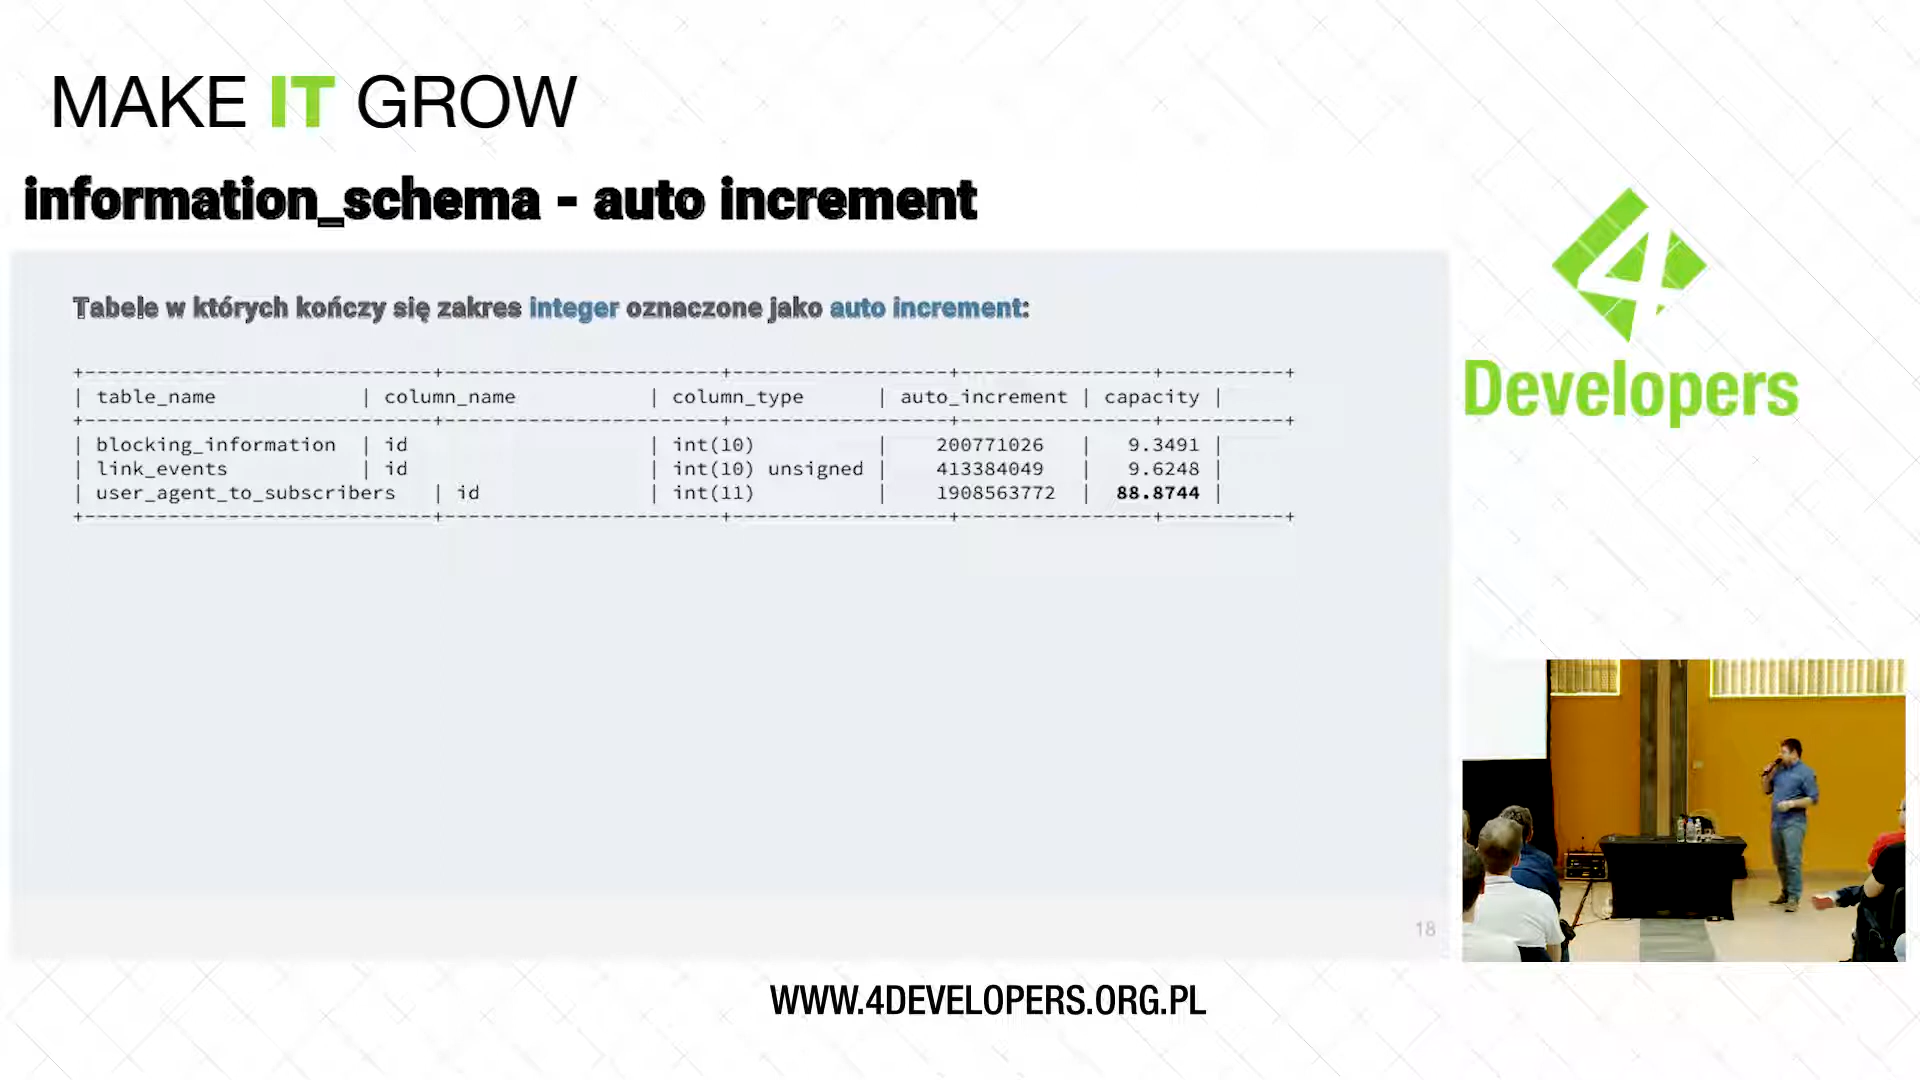 MAKE IT GROW
information_schema - auto increment
Tabele w których kończy się zakres integer oznaczone jako auto increment:
+------------------------------+-----------------------+-------------------+----------------+-----------+
| table_name | column_name | column_type | auto_increment | capacity |
+------------------------------+-----------------------+-------------------+----------------+-----------+
| blocking_information | id | int(10) | 200771026 | 9.3491 |
| link_events | id | int(10) unsigned | 413384049 | 9.6248 |
| user_agent_to_subscribers | id | int(11) | 1908563772 | 88.8744 |
+------------------------------+-----------------------+-------------------+----------------+-----------+
18
4
Developers
WWW.4DEVELOPERS.ORG.PL